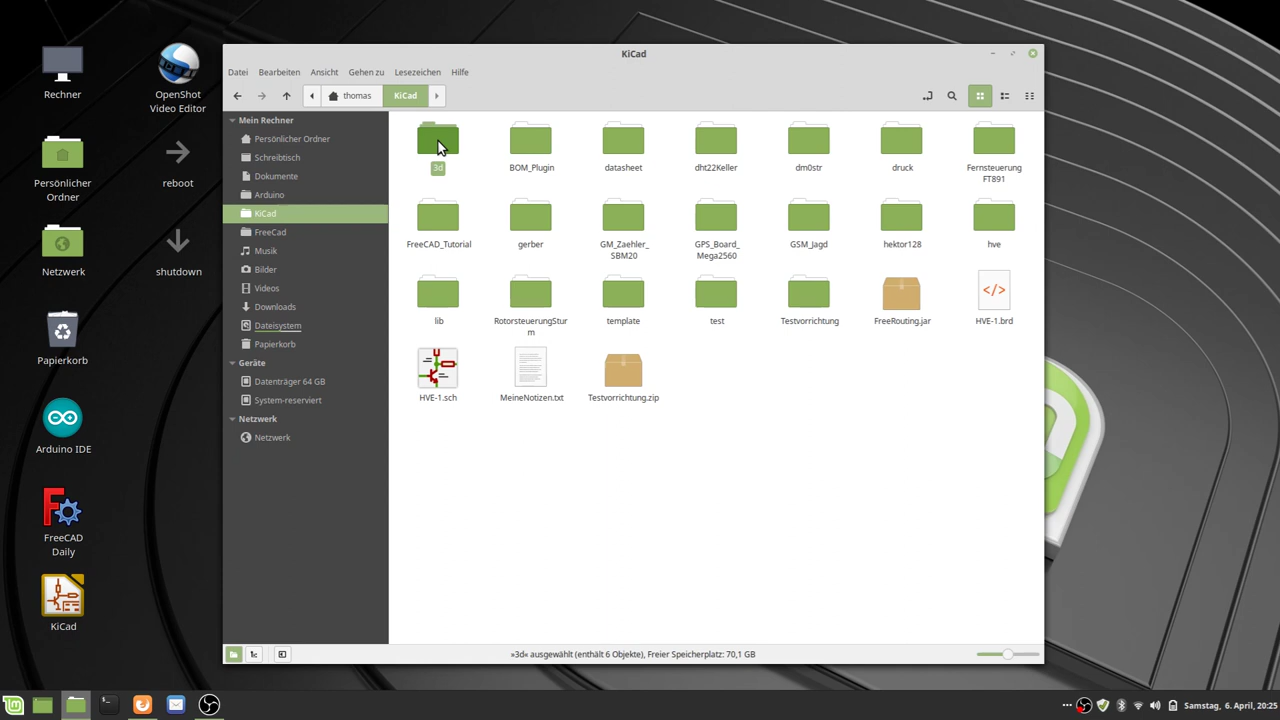 Rechner
OpenShot
Video Editor
Persönlicher
Ordner
reboot
Netzwerk
shutdown
Papierkorb
Arduino IDE
FreeCAD
Daily
KiCad
KiCad
Datei Bearbeiten Ansicht Gehen zu Lesezeichen Hilfe
thomas KiCad
Mein Rechner
Persönlicher Ordner
Schreibtisch
Dokumente
Arduino
KiCad
FreeCad
Musik
Bilder
Videos
Downloads
Dateisystem
Papierkorb
Geräte
Datenträger 64 GB
System-reserviert
Netzwerk
Netzwerk
3d BOM_Plugin datasheet dht22Keller dm0str druck Fernsteuerung
FT891
FreeCAD_Tutorial gerber GM_Zaehler_ GPS_Board_ GSM_Jagd hektor128 hve
SBM20 Mega2560
lib RotorsteuerungStur template test Testvorrichtung FreeRouting.jar HVE-1.brd
m
HVE-1.sch MeineNotizen.txt Testvorrichtung.zip
»3d« ausgewählt (enthält 6 Objekte), Freier Speicherplatz: 70,1 GB
Samstag, 6. April, 20:25